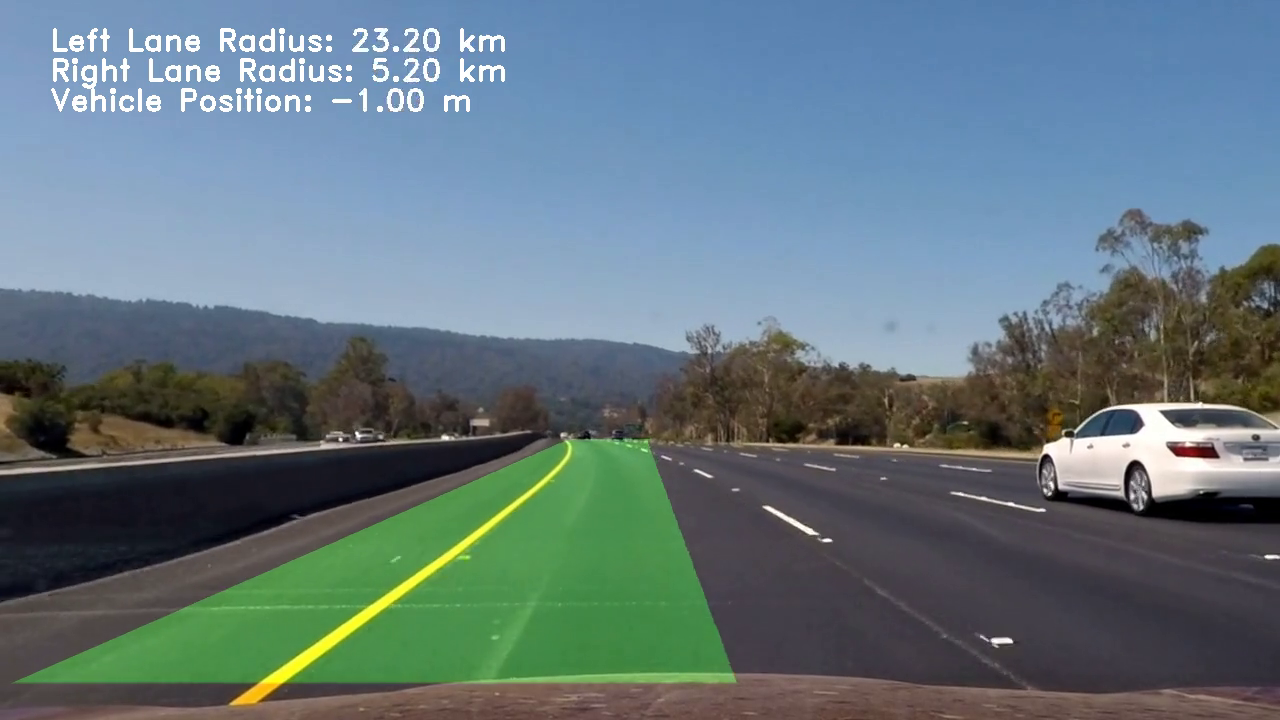 Left Lane Radius: 23.20 km
Right Lane Radius: 5.20 km
Vehicle Position: -1.00 m